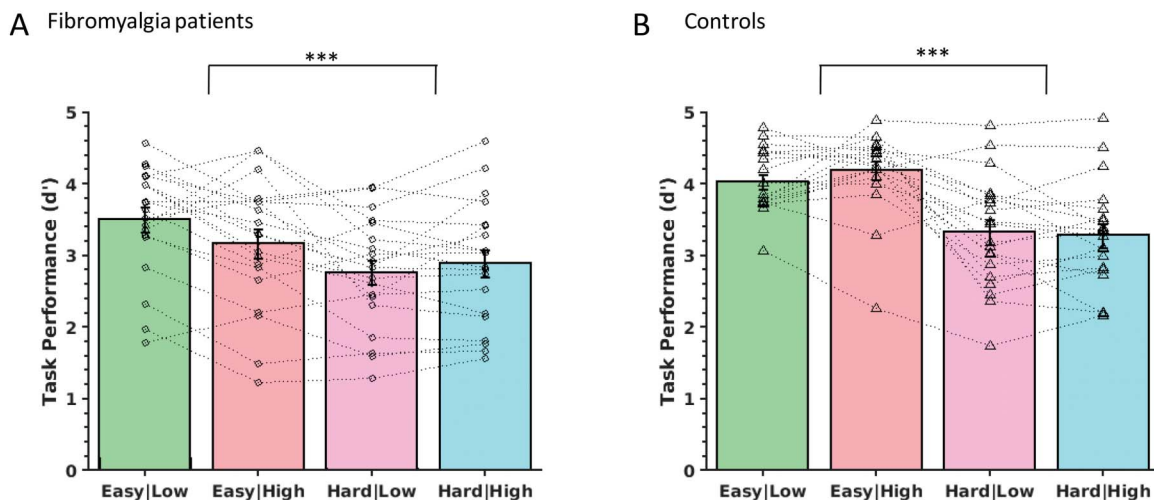 A Fibromyalgia patients
***
Task Performance (d')
5
4
3
2
1
0
Easy|Low Easy|High Hard|Low Hard|High
B Controls
***
Task Performance (d')
5
4
3
2
1
0
Easy|Low Easy|High Hard|Low Hard|High